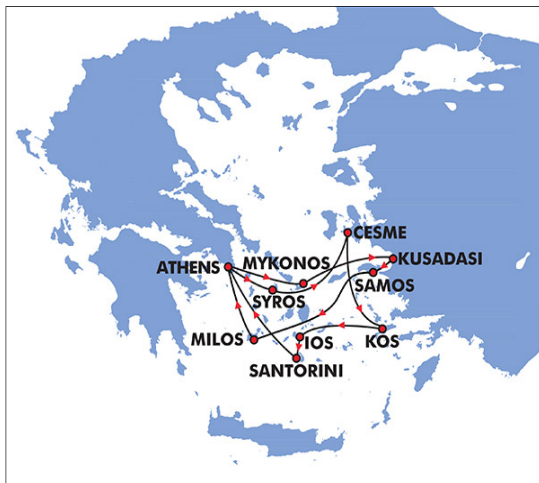 CESME
MYKONOS
KUSADASI
ATHENS
SAMOS
SYROS
MILOS
IOS
KOS
SANTORINI